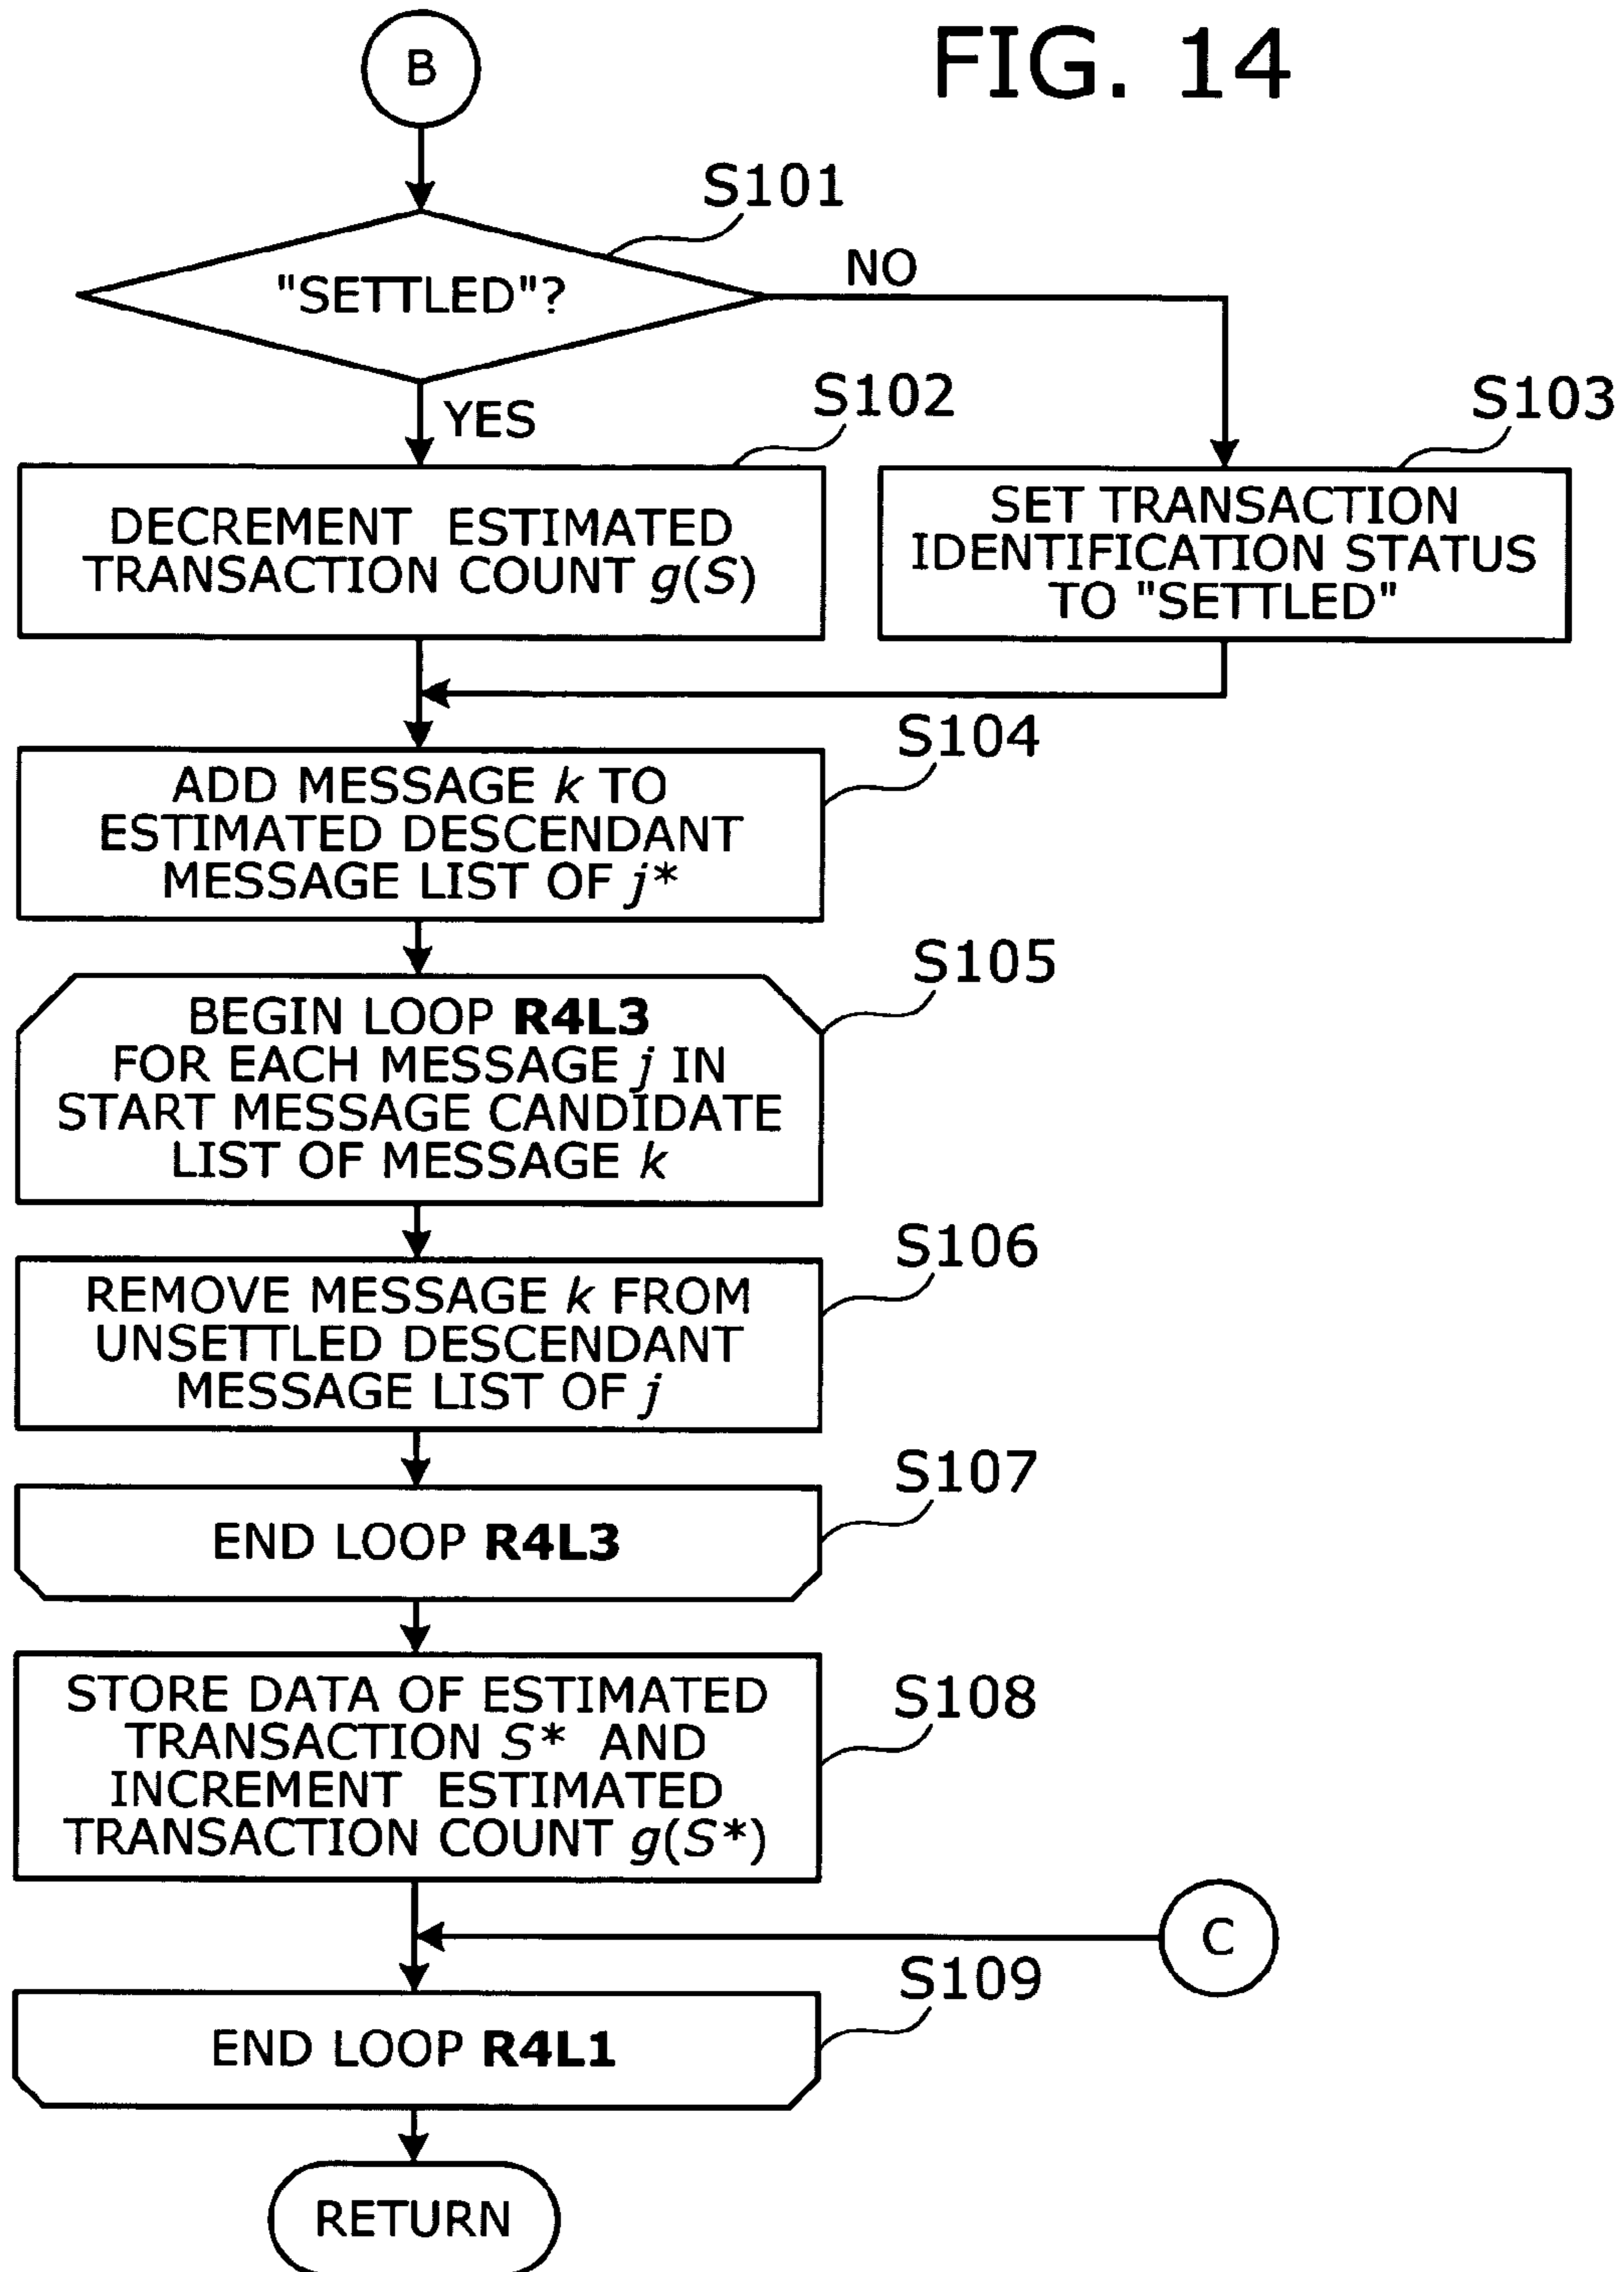 FIG. 14
B
S101
"SETTLED"?
NO
YES
S102
DECREMENT ESTIMATED
TRANSACTION COUNT g(S)
S103
SET TRANSACTION
IDENTIFICATION STATUS
TO "SETTLED"
S104
ADD MESSAGE k TO
ESTIMATED DESCENDANT
MESSAGE LIST OF j*
S105
BEGIN LOOP R4L3
FOR EACH MESSAGE j IN
START MESSAGE CANDIDATE
LIST OF MESSAGE k
S106
REMOVE MESSAGE k FROM
UNSETTLED DESCENDANT
MESSAGE LIST OF j
S107
END LOOP R4L3
S108
STORE DATA OF ESTIMATED
TRANSACTION S* AND
INCREMENT ESTIMATED
TRANSACTION COUNT g(S*)
C
S109
END LOOP R4L1
RETURN